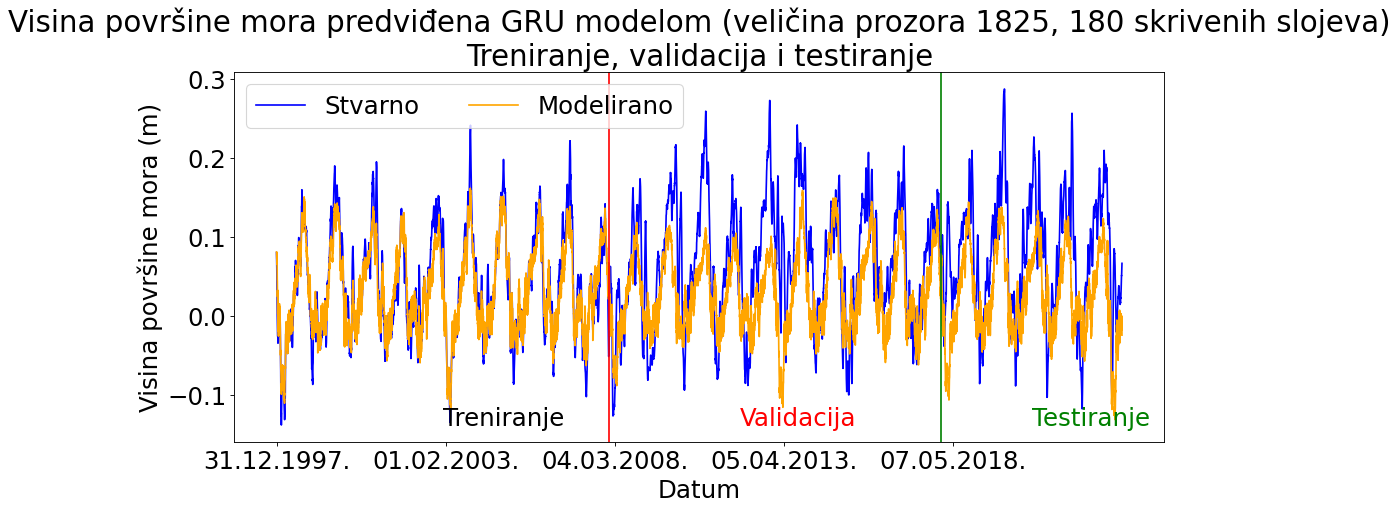 Visina površine mora predviđena GRU modelom (veličina prozora 1825, 180 skrivenih slojeva)
Treniranje, validacija i testiranje
Stvarno Modelirano
Visina površine mora (m)
0.3
0.2
0.1
0.0
−0.1
Treniranje Validacija Testiranje
31.12.1997. 01.02.2003. 04.03.2008. 05.04.2013. 07.05.2018.
Datum